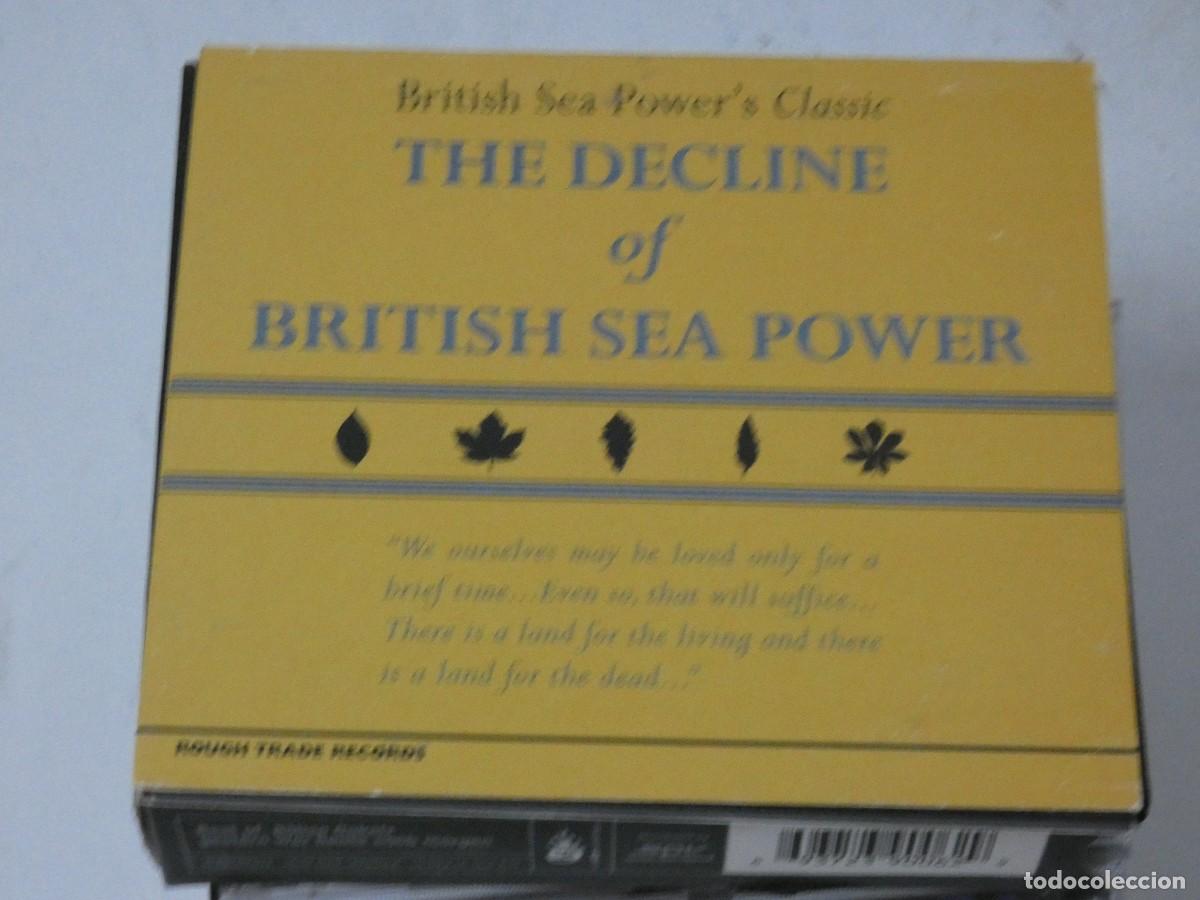 British Sea Power's Classic
THE DECLINE
of
BRITISH SEA POWER
"We ourselves may be loved only for a
brief time...Even so, that will suffice...
There is a land for the living and there
is a land for the dead..."
ROUGH TRADE RECORDS
todocoleccion